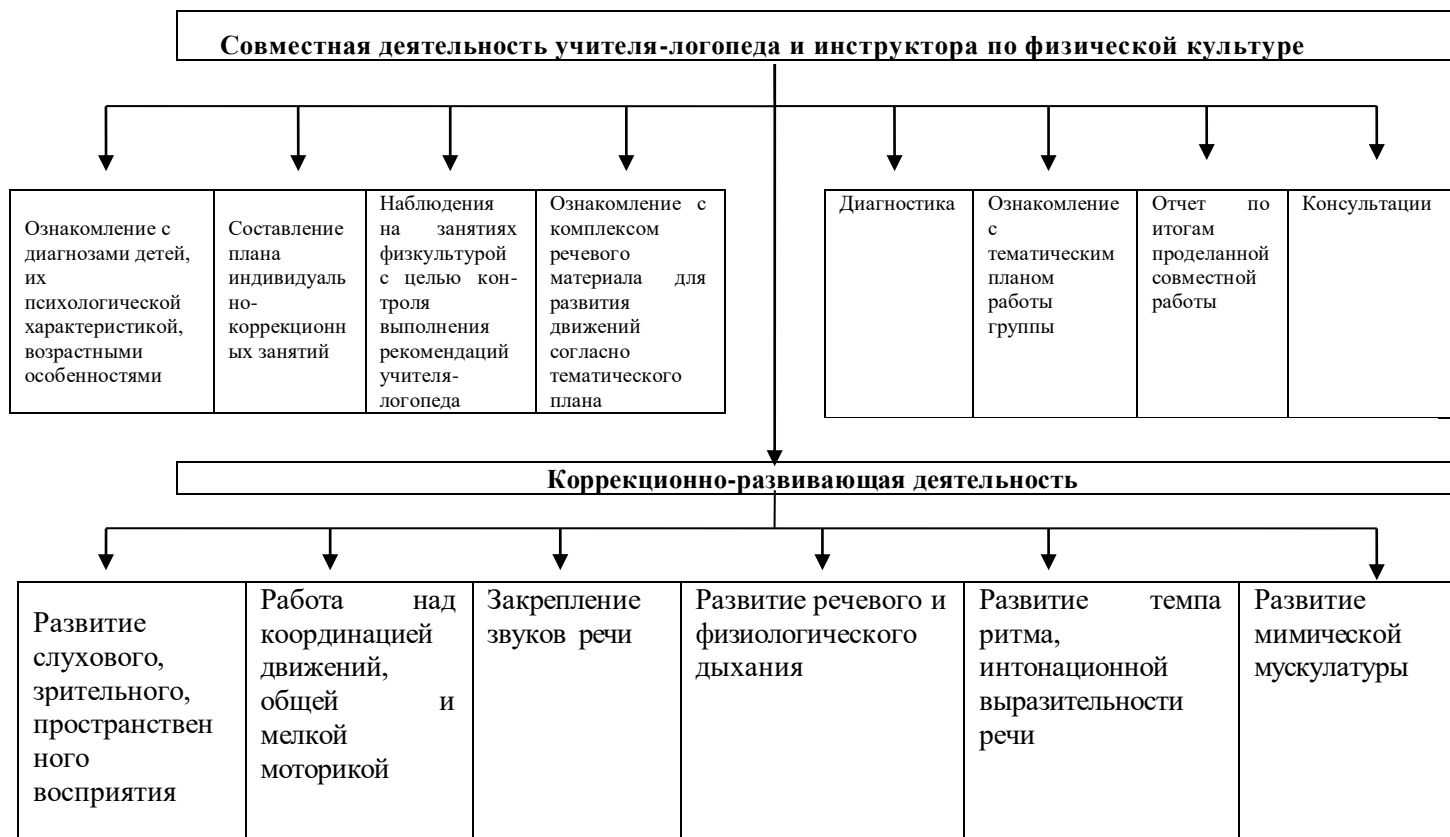 Совместная деятельность учителя-логопеда и инструктора по физической культуре
Ознакомление с
диагнозами детей,
их
психологической
характеристикой,
возрастными
особенностями
Составление
плана
индивидуаль
но-
коррекционн
ых занятий
Наблюдения
на занятиях
физкультурой
с целью кон-
троля
выполнения
рекомендаций
учителя-
логопеда
Ознакомление с
комплексом
речевого
материала для
развития
движений
согласно
тематического
плана
Диагностика
Ознакомление
с
тематическим
планом
работы
группы
Отчет по
итогам
проделанной
совместной
работы
Консультации
Коррекционно-развивающая деятельность
Развитие
слухового,
зрительного,
пространствен
ного
восприятия
Работа над
координацией
движений,
общей и
мелкой
моторикой
Закрепление
звуков речи
Развитие речевого и
физиологического
дыхания
Развитие темпа
ритма,
интонационной
выразительности
речи
Развитие
мимической
мускулатуры